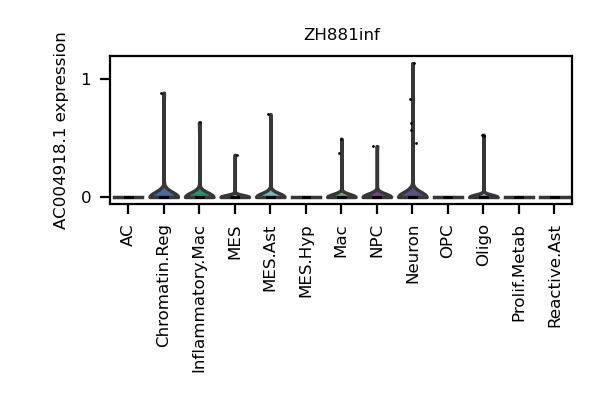 ZH881inf
AC004918.1 expression
1
0
AC
Chromatin.Reg
Inflammatory.Mac
MES
MES.Ast
MES.Hyp
Mac
NPC
Neuron
OPC
Oligo
Prolif.Metab
Reactive.Ast